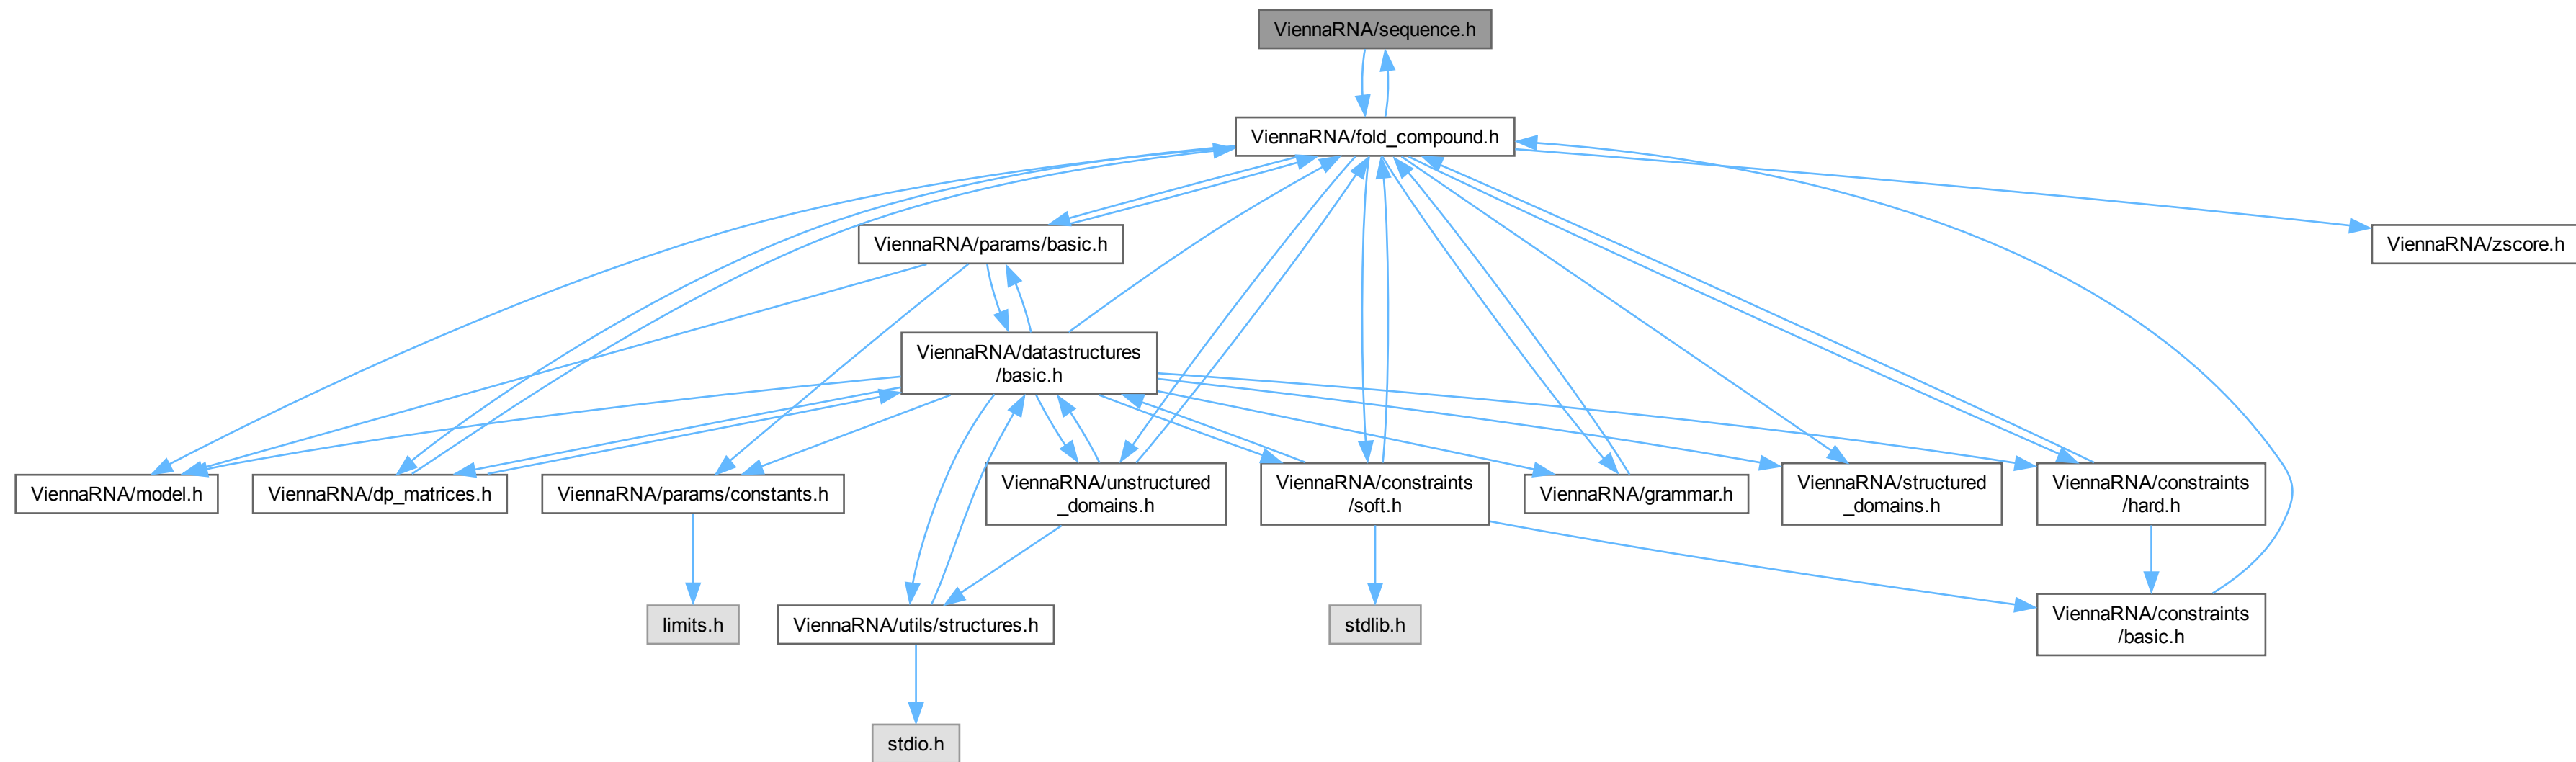 ViennaRNA/sequence.h
ViennaRNA/fold_compound.h
ViennaRNA/params/basic.h
ViennaRNA/zscore.h
ViennaRNA/datastructures
/basic.h
ViennaRNA/model.h
ViennaRNA/dp_matrices.h
ViennaRNA/params/constants.h
ViennaRNA/unstructured
_domains.h
ViennaRNA/constraints
/soft.h
ViennaRNA/grammar.h
ViennaRNA/structured
_domains.h
ViennaRNA/constraints
/hard.h
limits.h
ViennaRNA/utils/structures.h
stdlib.h
ViennaRNA/constraints
/basic.h
stdio.h